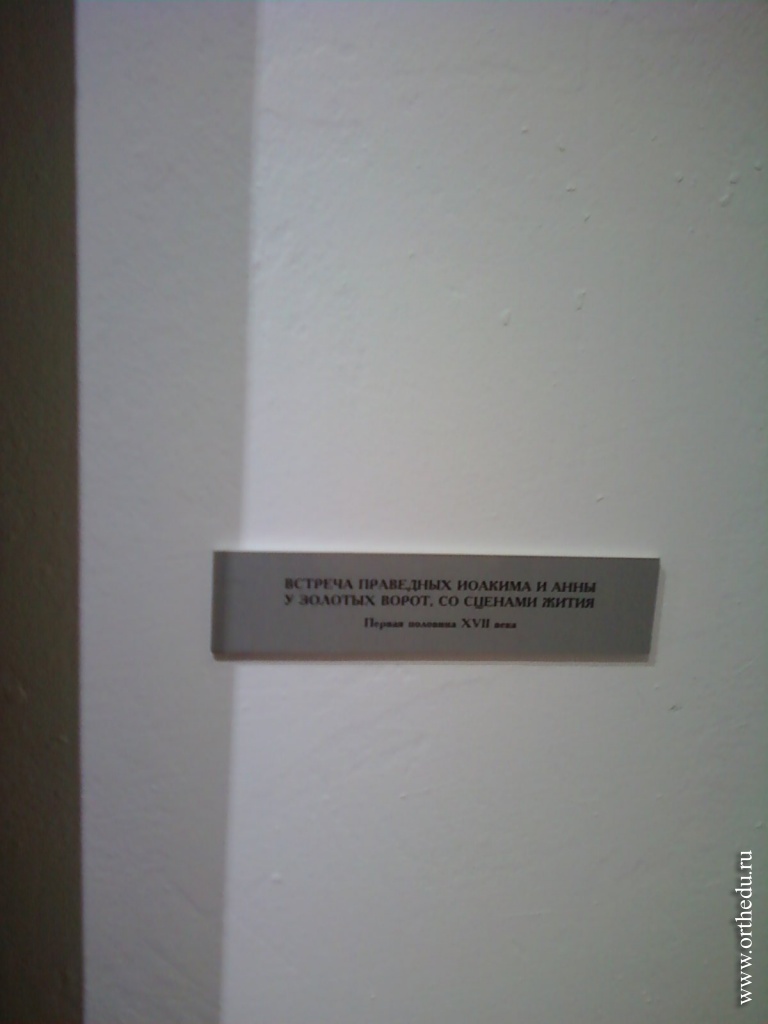 ВСТРЕЧА ПРАВЕДНЫХ ИОАКИМА И АННЫ
У ЗОЛОТЫХ ВОРОТ, СО СЦЕНАМИ ЖИТИЯ
Первая половина XVII века
www.orthedu.ru